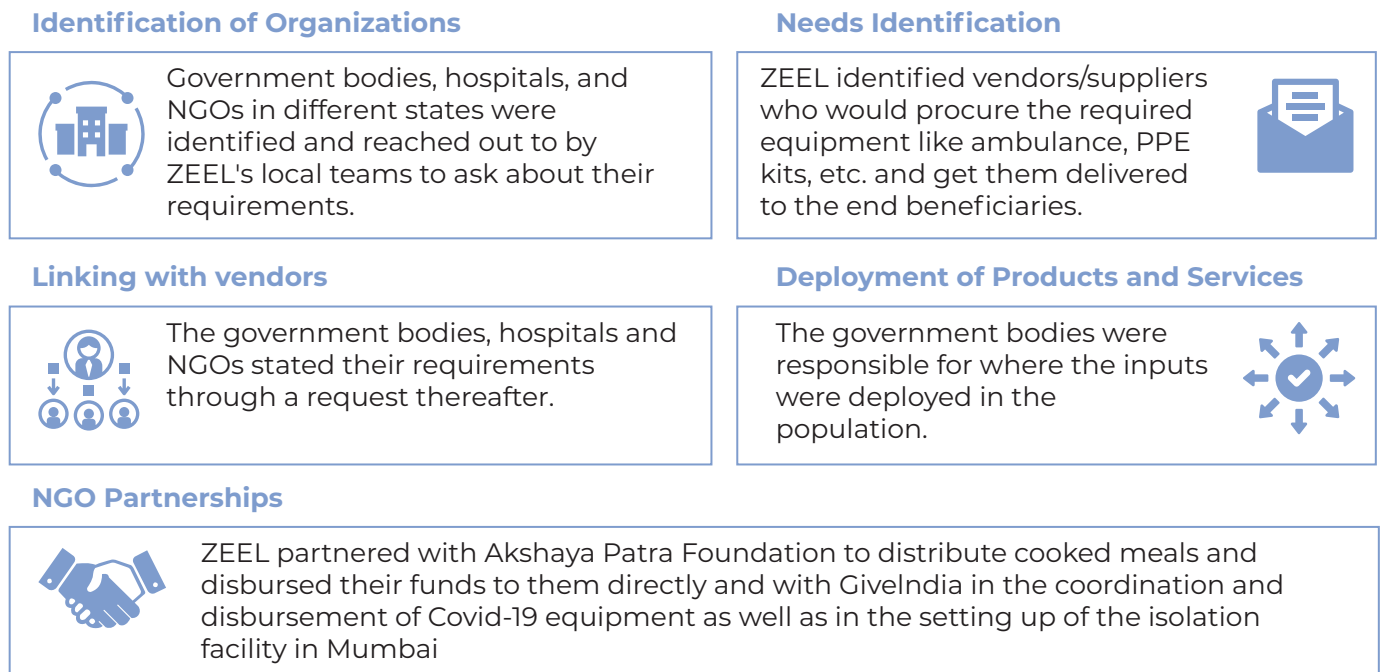 Identification of Organizations
Government bodies, hospitals, and
NGOs in different states were
identified and reached out to by
ZEEL's local teams to ask about their
requirements.
Needs Identification
ZEEL identified vendors/suppliers
who would procure the required
equipment like ambulance, PPE
kits, etc. and get them delivered
to the end beneficiaries.
Linking with vendors
The government bodies, hospitals and
NGOs stated their requirements
through a request thereafter.
Deployment of Products and Services
The government bodies were
responsible for where the inputs
were deployed in the
population.
NGO Partnerships
ZEEL partnered with Akshaya Patra Foundation to distribute cooked meals and
disbursed their funds to them directly and with GiveIndia in the coordination and
disbursement of Covid-19 equipment as well as in the setting up of the isolation
facility in Mumbai